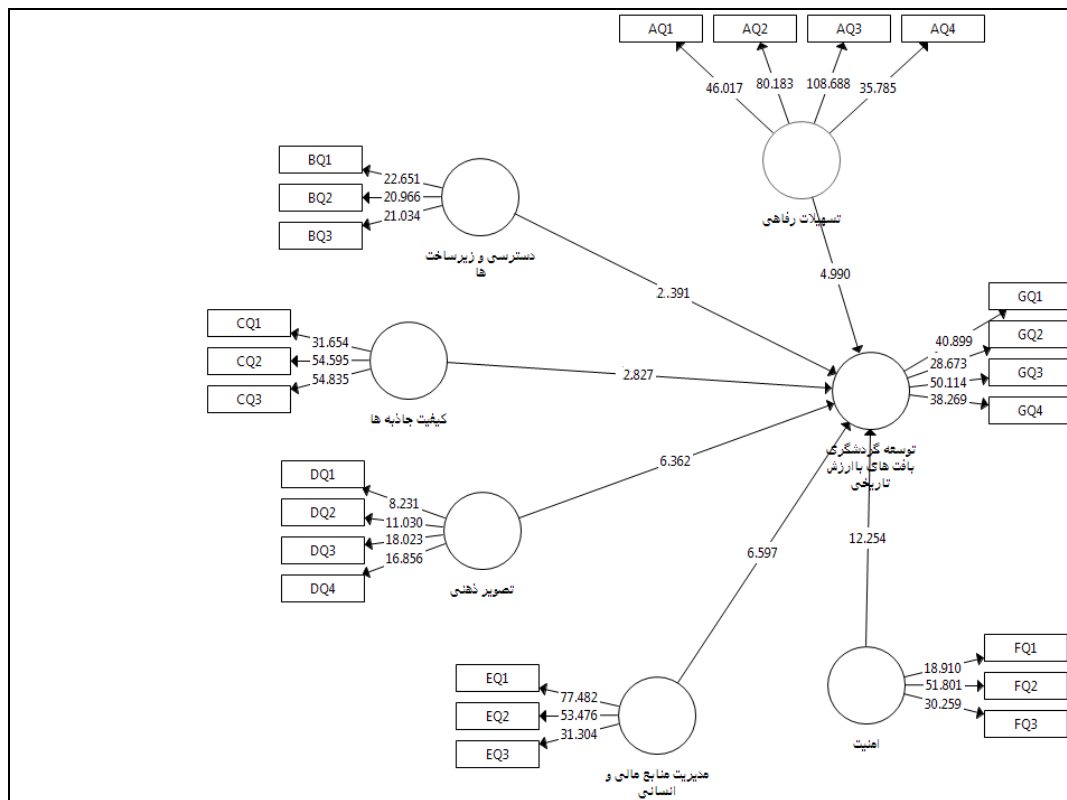 AQ1 AQ2 AQ3 AQ4
46.017 80.183 108.688 35.785
تسهیلات رفاهی
4.990
BQ1
BQ2
BQ3
22.651
20.966
21.034
دسترسی و زیرساخت
ها
2.391
CQ1
CQ2
CQ3
31.654
54.595
54.835
کیفیت جاذبه ها
2.827
GQ1
GQ2
GQ3
GQ4
40.899
28.673
50.114
38.269
توسعه گردشگری
بافت های باارزش
تاریخی
DQ1
DQ2
DQ3
DQ4
8.231
11.030
18.023
16.856
تصویر ذهنی
6.362
EQ1
EQ2
EQ3
77.482
53.476
31.304
مدیریت منابع مالی و
انسانی
6.597
12.254
FQ1
FQ2
FQ3
18.910
51.801
30.259
امنیت